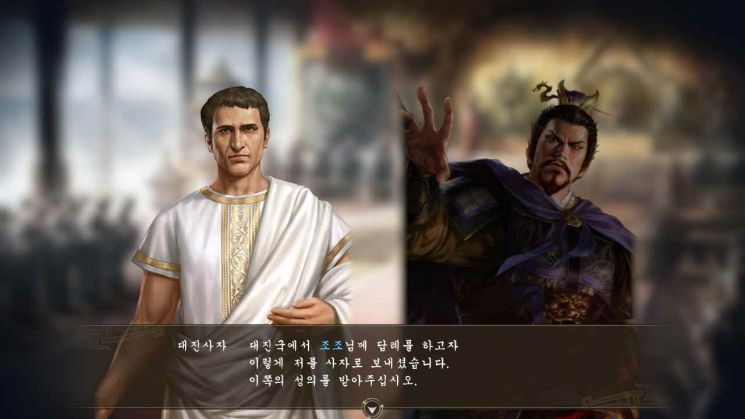 대진사자
대진국에서 조조님께 답례를 하고자
이렇게 저를 사자로 보내셨습니다.
이쪽의 성의를 받아주십시오.